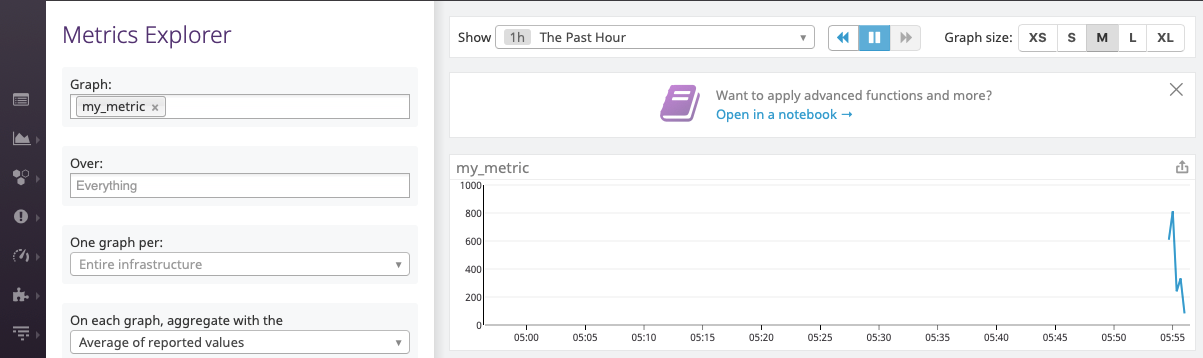 Metrics Explorer
Graph:
my_metric ×
Over:
Everything
One graph per:
Entire infrastructure
On each graph, aggregate with the
Average of reported values
Show 1h The Past Hour Graph size: XS S M L XL
Want to apply advanced functions and more?
Open in a notebook →
my_metric
1000
800
600
400
200
0
05:00 05:05 05:10 05:15 05:20 05:25 05:30 05:35 05:40 05:45 05:50 05:55